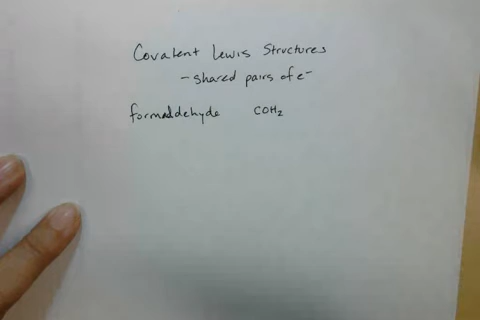 Covalent Lewis Structures
- shared pairs of e⁻
formaldehyde COH₂